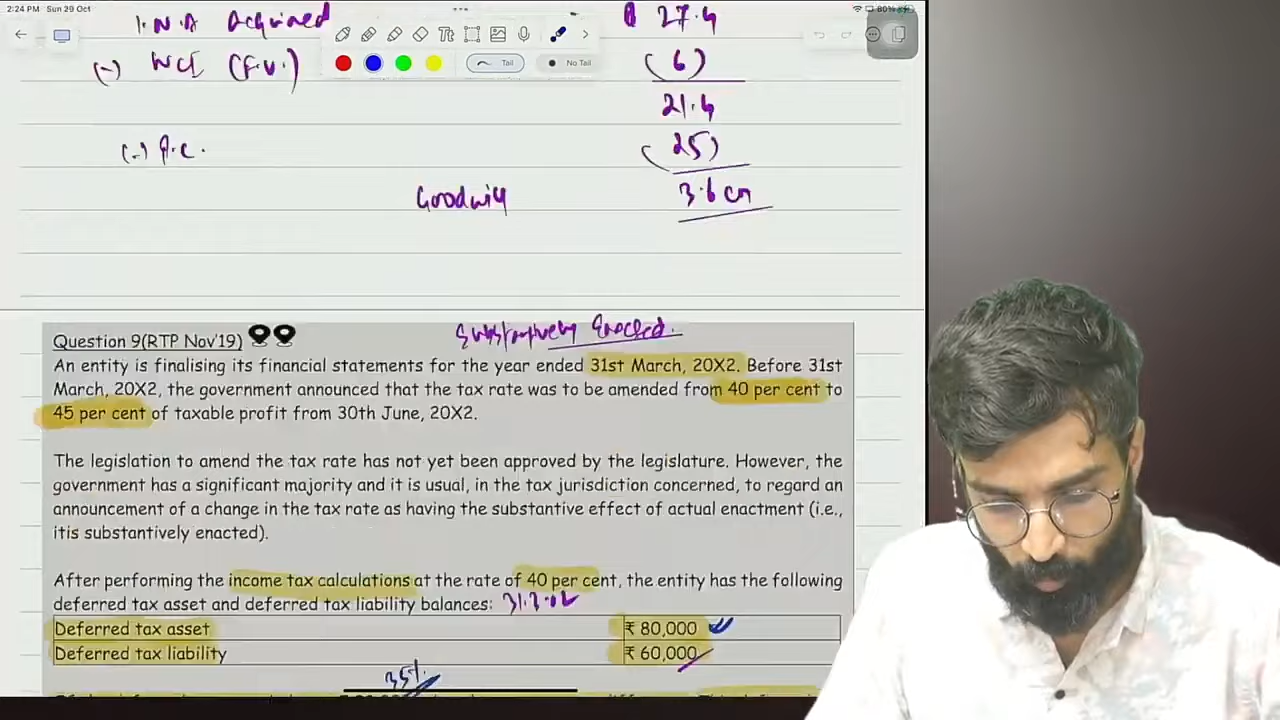 2:24 PM Sun 29 Oct
80%
I. N.A Acquired 27.4
(-) NCI (F.V.) (6)
Tail
No Tail
21.4
(-) P.C. (25)
Goodwill 3.6 cr
Question 9(RTP Nov'19) Substantively Enacted.
An entity is finalising its financial statements for the year ended 31st March, 20X2. Before 31st
March, 20X2, the government announced that the tax rate was to be amended from 40 per cent to
45 per cent of taxable profit from 30th June, 20X2.
The legislation to amend the tax rate has not yet been approved by the legislature. However, the
government has a significant majority and it is usual, in the tax jurisdiction concerned, to regard an
announcement of a change in the tax rate as having the substantive effect of actual enactment (i.e.,
itis substantively enacted).
After performing the income tax calculations at the rate of 40 per cent, the entity has the following
deferred tax asset and deferred tax liability balances:
Deferred tax asset ₹ 80,000
Deferred tax liability ₹ 60,000
35%